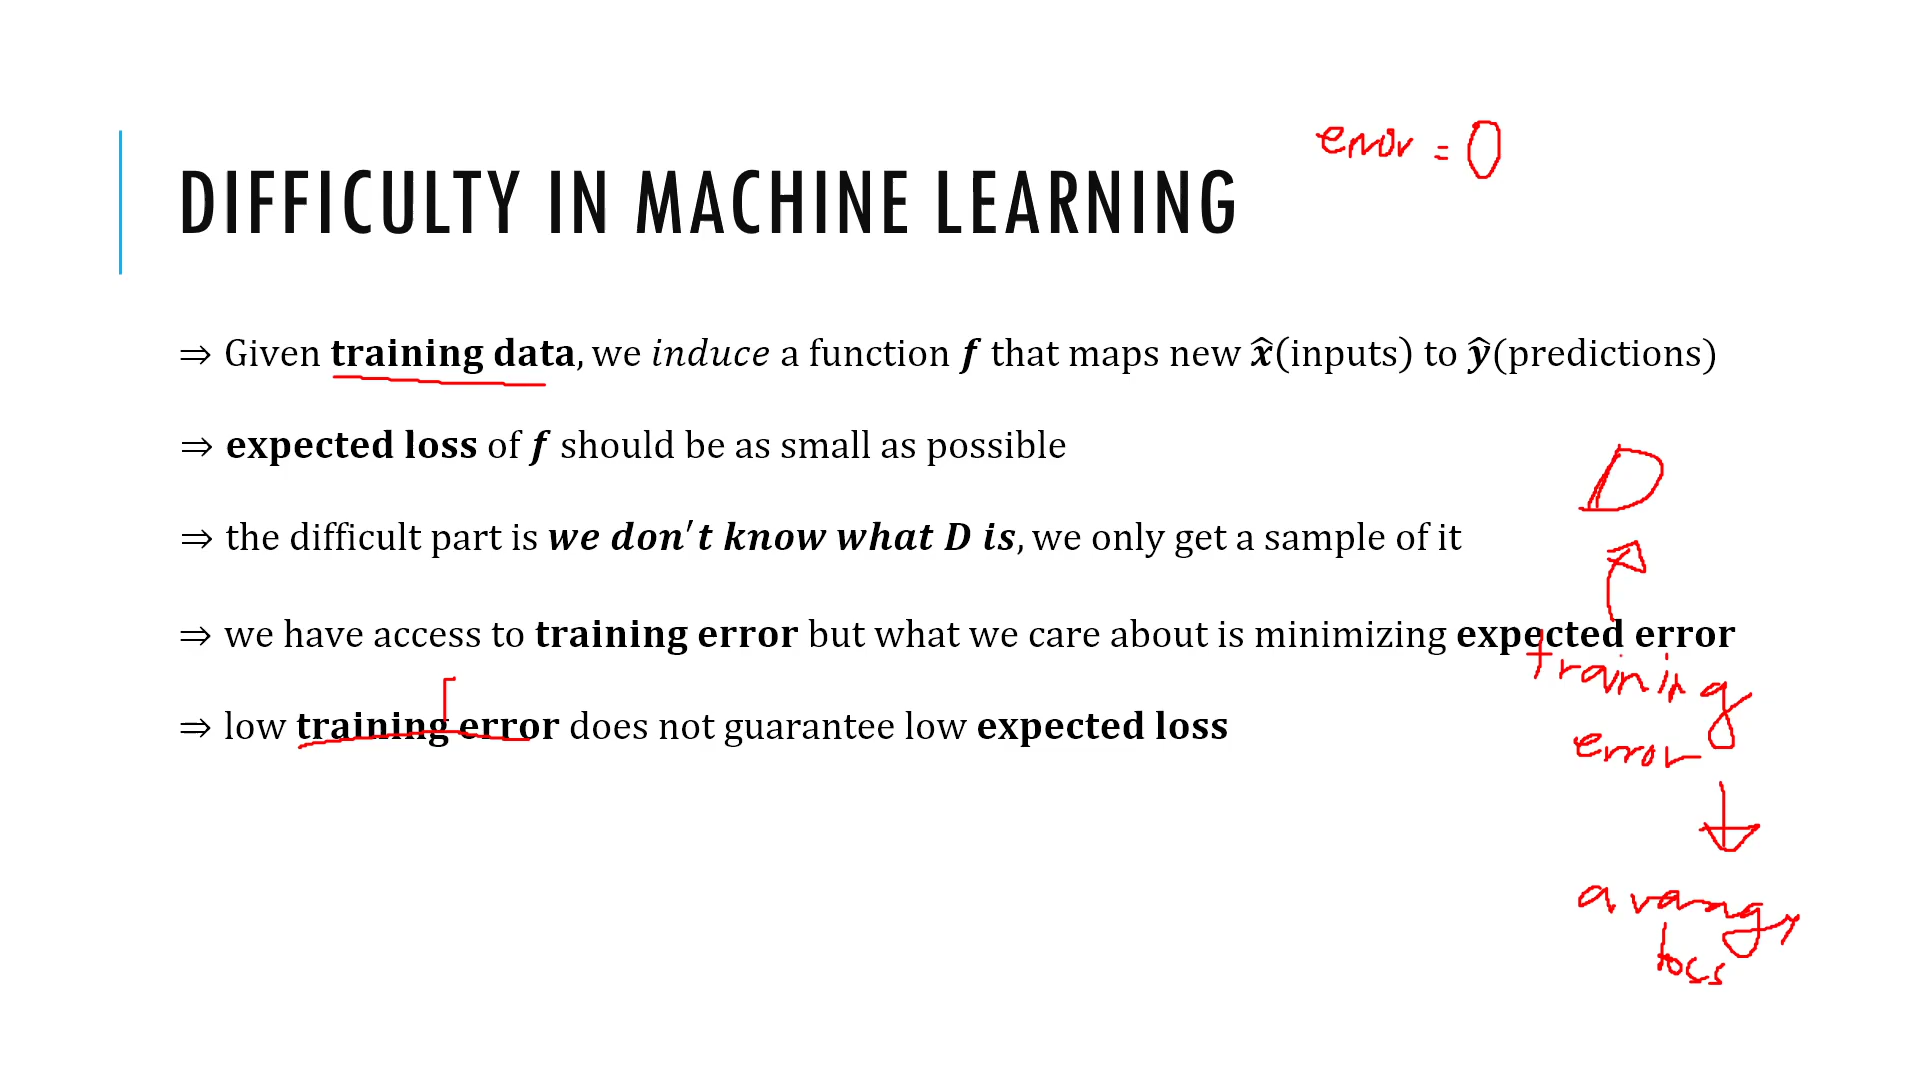 error = 0
DIFFICULTY IN MACHINE LEARNING
⇒ Given training data, we induce a function f that maps new x̂(inputs) to ŷ(predictions)
⇒ expected loss of f should be as small as possible
D
⇒ the difficult part is we don't know what D is, we only get a sample of it
⇒ we have access to training error but what we care about is minimizing expected error
training
⇒ low training error does not guarantee low expected loss
error
loss